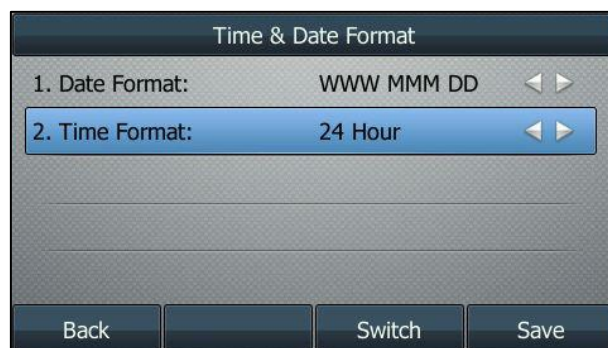 Time & Date Format
1. Date Format: WWW MMM DD
2. Time Format: 24 Hour
Back Switch Save